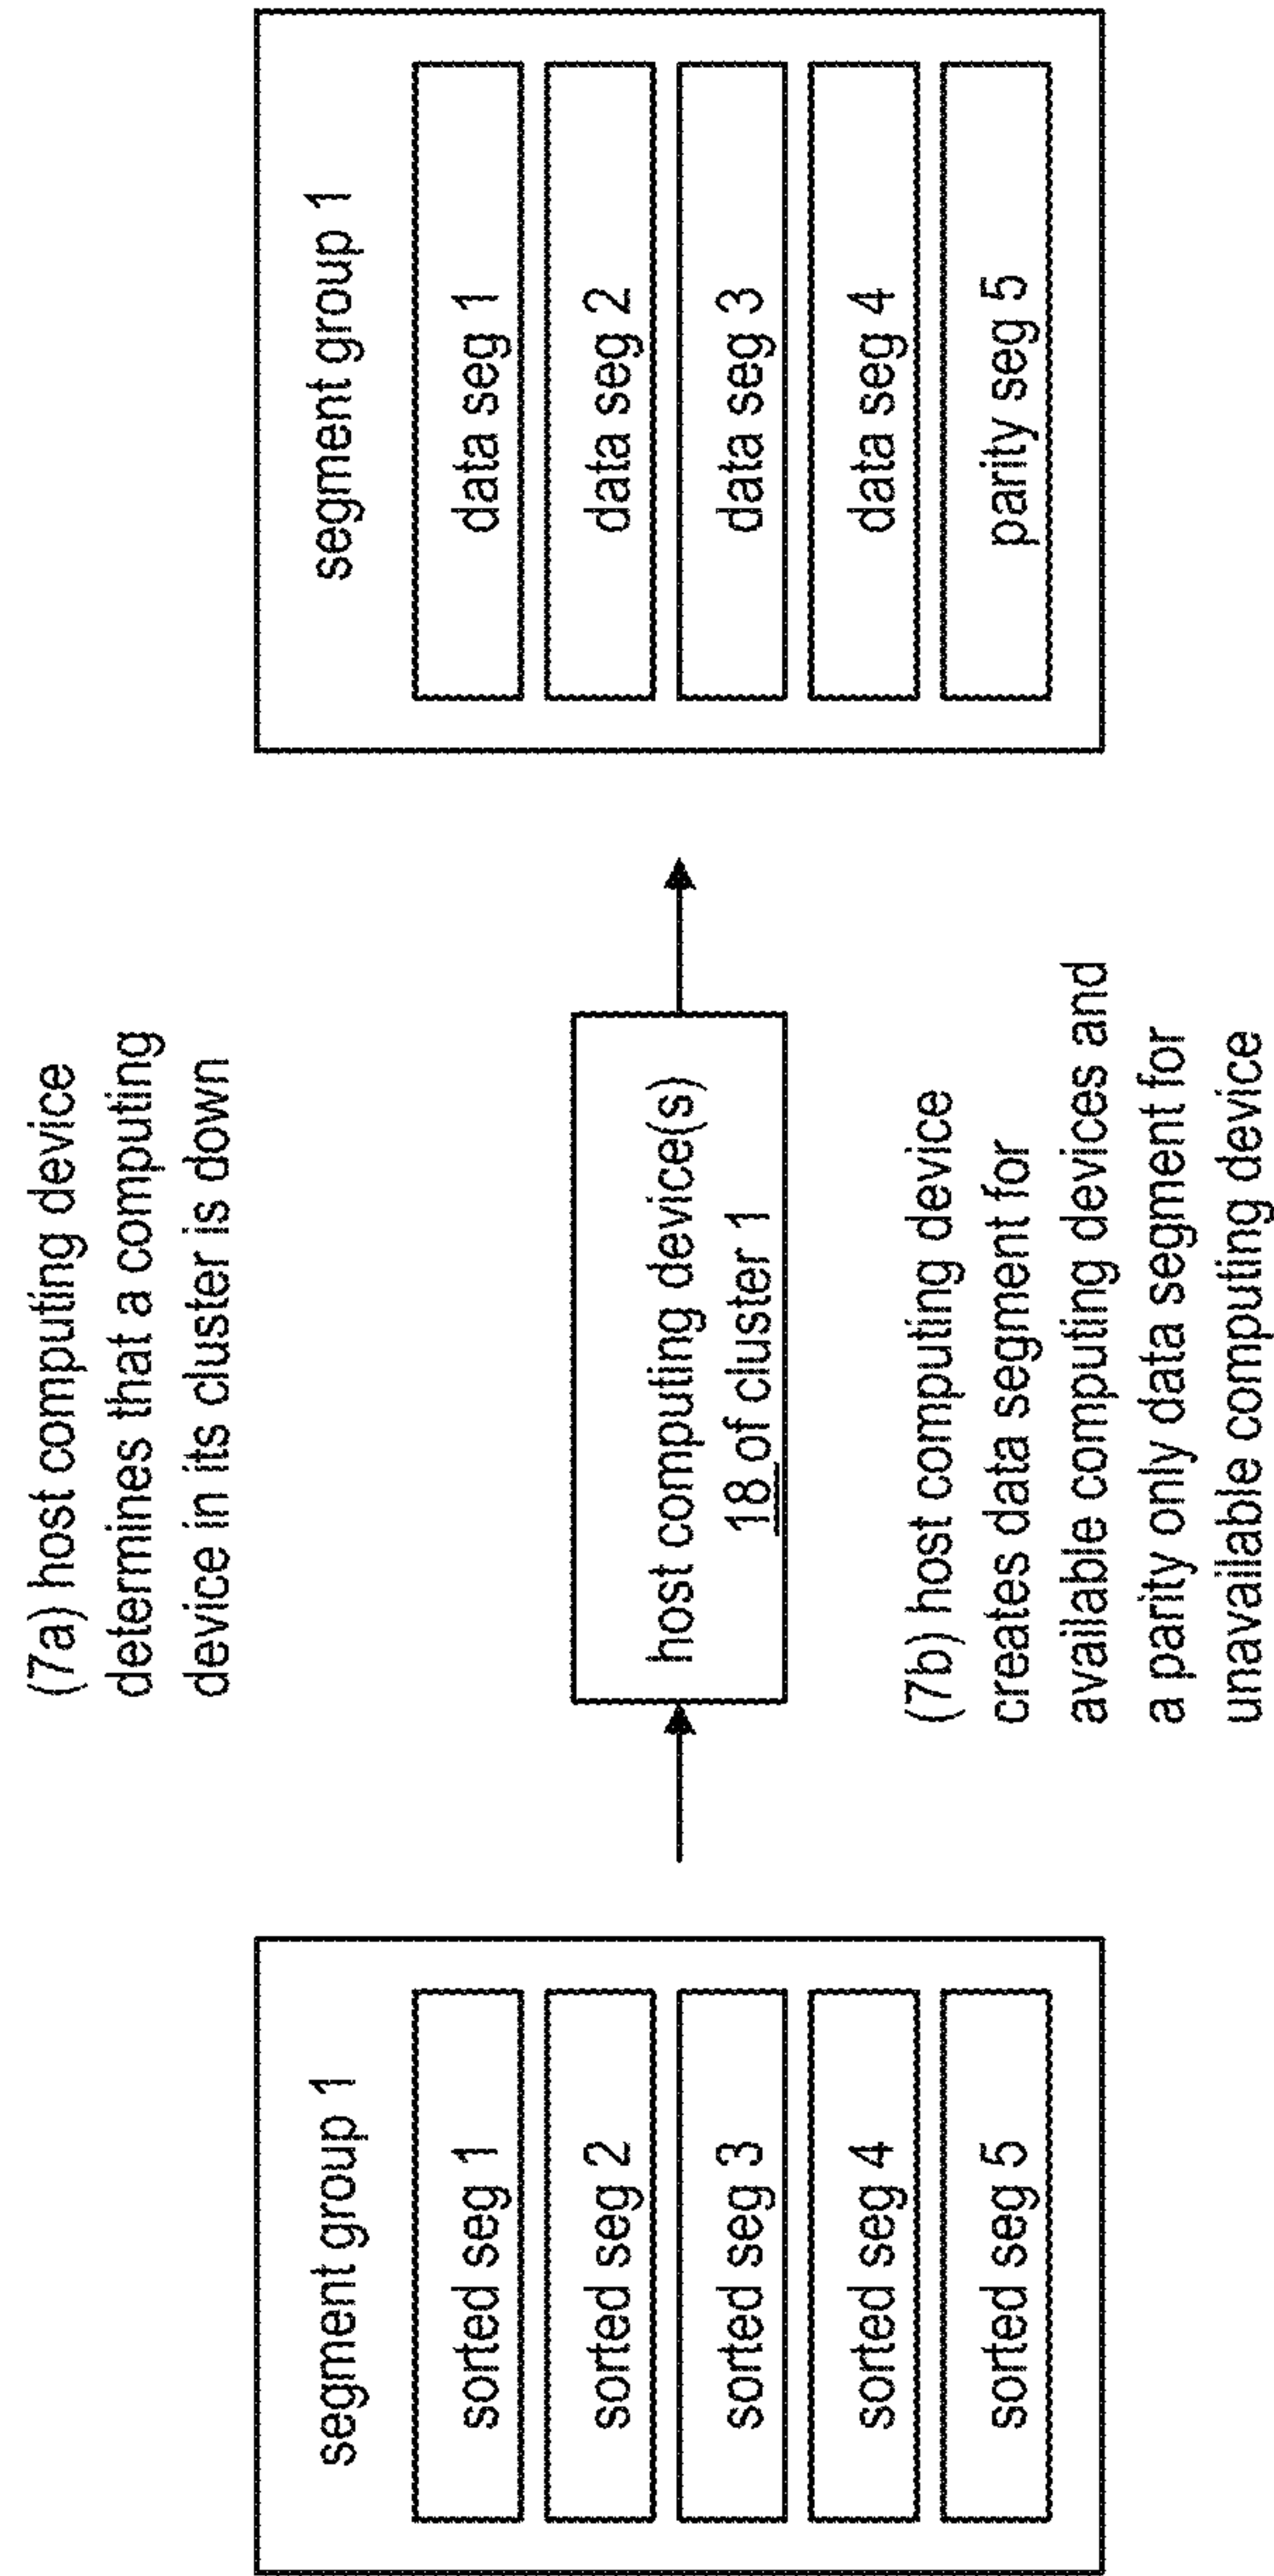 segment group 1
sorted seg 1
sorted seg 2
sorted seg 3
sorted seg 4
sorted seg 5
(7a) host computing device
determines that a computing
device in its cluster is down
host computing device(s)
18 of cluster 1
(7b) host computing device
creates data segment for
available computing devices and
a parity only data segment for
unavailable computing device
segment group 1
data seg 1
data seg 2
data seg 3
data seg 4
parity seg 5